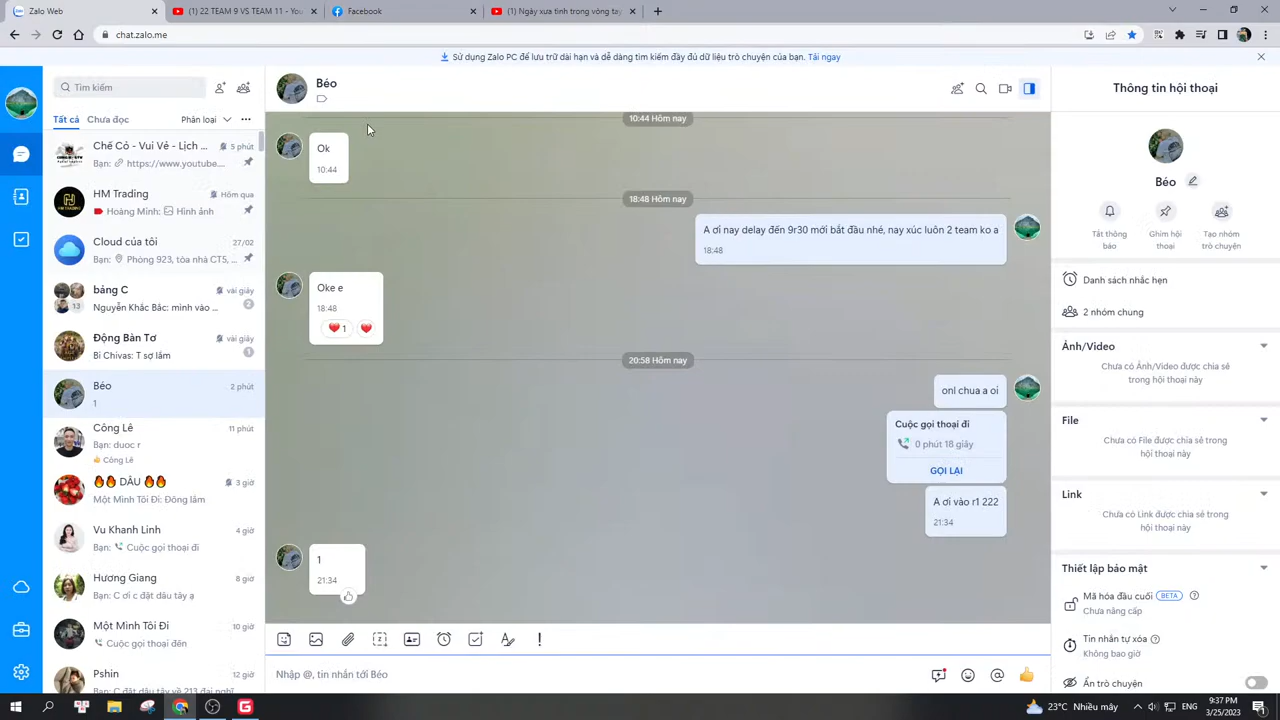 Zalo Web
(1) 22 TEAM 9 VS TEAM 11 - You
Facebook
(1) Ngày xưa tình trong vòng tay
chat.zalo.me
Sử dụng Zalo PC để lưu trữ dài hạn và dễ dàng tìm kiếm đầy đủ dữ liệu trò chuyện của bạn. Tải ngay
Tìm kiếm
Tất cả
Chưa đọc
Phân loại
Chế Cỏ - Vui Vẻ - Lịch ...
5 phút
Bạn: https://www.youtube...
HM Trading
Hôm qua
Hoàng Minh: Hình ảnh
Cloud của tôi
27/02
Bạn: Phòng 923, tòa nhà CT5, ...
bảng C
vài giây
Nguyễn Khắc Bắc: mình vào ...
13
2
Động Bàn Tơ
vài giây
Bi Chivas: T sợ lắm
1
Béo
2 phút
1
Công Lê
11 phút
Bạn: duoc r
Công Lê
DÂU
3 giờ
Một Mình Tôi Đi: Đông lắm
Vu Khanh Linh
4 giờ
Bạn: Cuộc gọi thoại đi
Hương Giang
8 giờ
Bạn: C ơi c đặt dâu tây ạ
Một Mình Tôi Đi
10 giờ
Cuộc gọi thoại đến
Pshin
12 giờ
Béo
10:44 Hôm nay
Ok
10:44
18:48 Hôm nay
A ơi nay delay đến 9r30 mới bắt đầu nhé, nay xúc luôn 2 team ko a
18:48
Oke e
18:48
1
20:58 Hôm nay
onl chua a oi
Cuộc gọi thoại đi
0 phút 18 giây
GỌI LẠI
A ơi vào r1 222
21:34
1
21:34
Nhập @, tin nhắn tới Béo
Thông tin hội thoại
Béo
Tắt thông báo
Ghim hội thoại
Tạo nhóm trò chuyện
Danh sách nhắc hẹn
2 nhóm chung
Ảnh/Video
Chưa có Ảnh/Video được chia sẻ
trong hội thoại này
File
Chưa có File được chia sẻ trong
hội thoại này
Link
Chưa có Link được chia sẻ trong
hội thoại này
Thiết lập bảo mật
Mã hóa đầu cuối BETA
Chưa nâng cấp
Tin nhắn tự xóa
Không bao giờ
Ẩn trò chuyện
23°C Nhiều mây
ENG
9:37 PM
3/25/2023
1